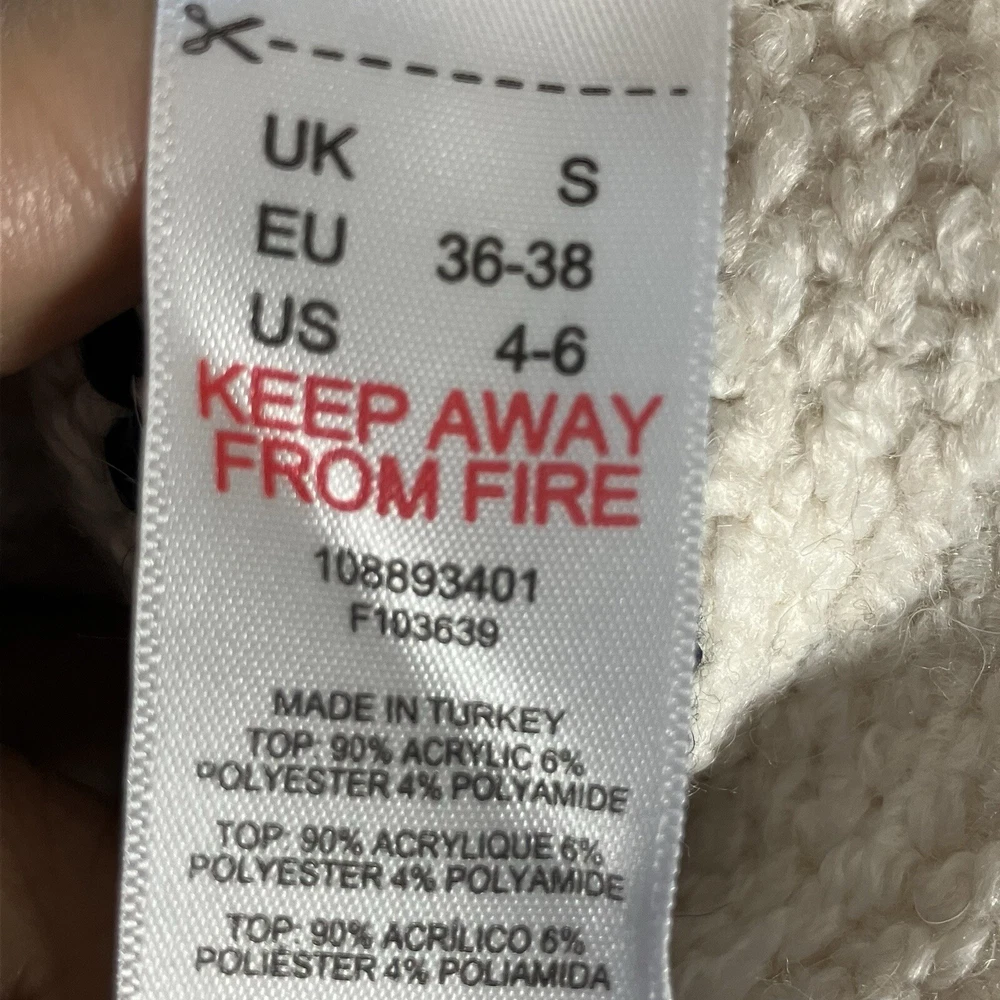 UK S
EU 36-38
US 4-6
KEEP AWAY
FROM FIRE
108893401
F103639
MADE IN TURKEY
TOP: 90% ACRYLIC 6%
POLYESTER 4% POLYAMIDE
TOP: 90% ACRYLIQUE 6%
POLYESTER 4% POLYAMIDE
TOP: 90% ACRÍLICO 6%
POLIÉSTER 4% POLIAMIDA